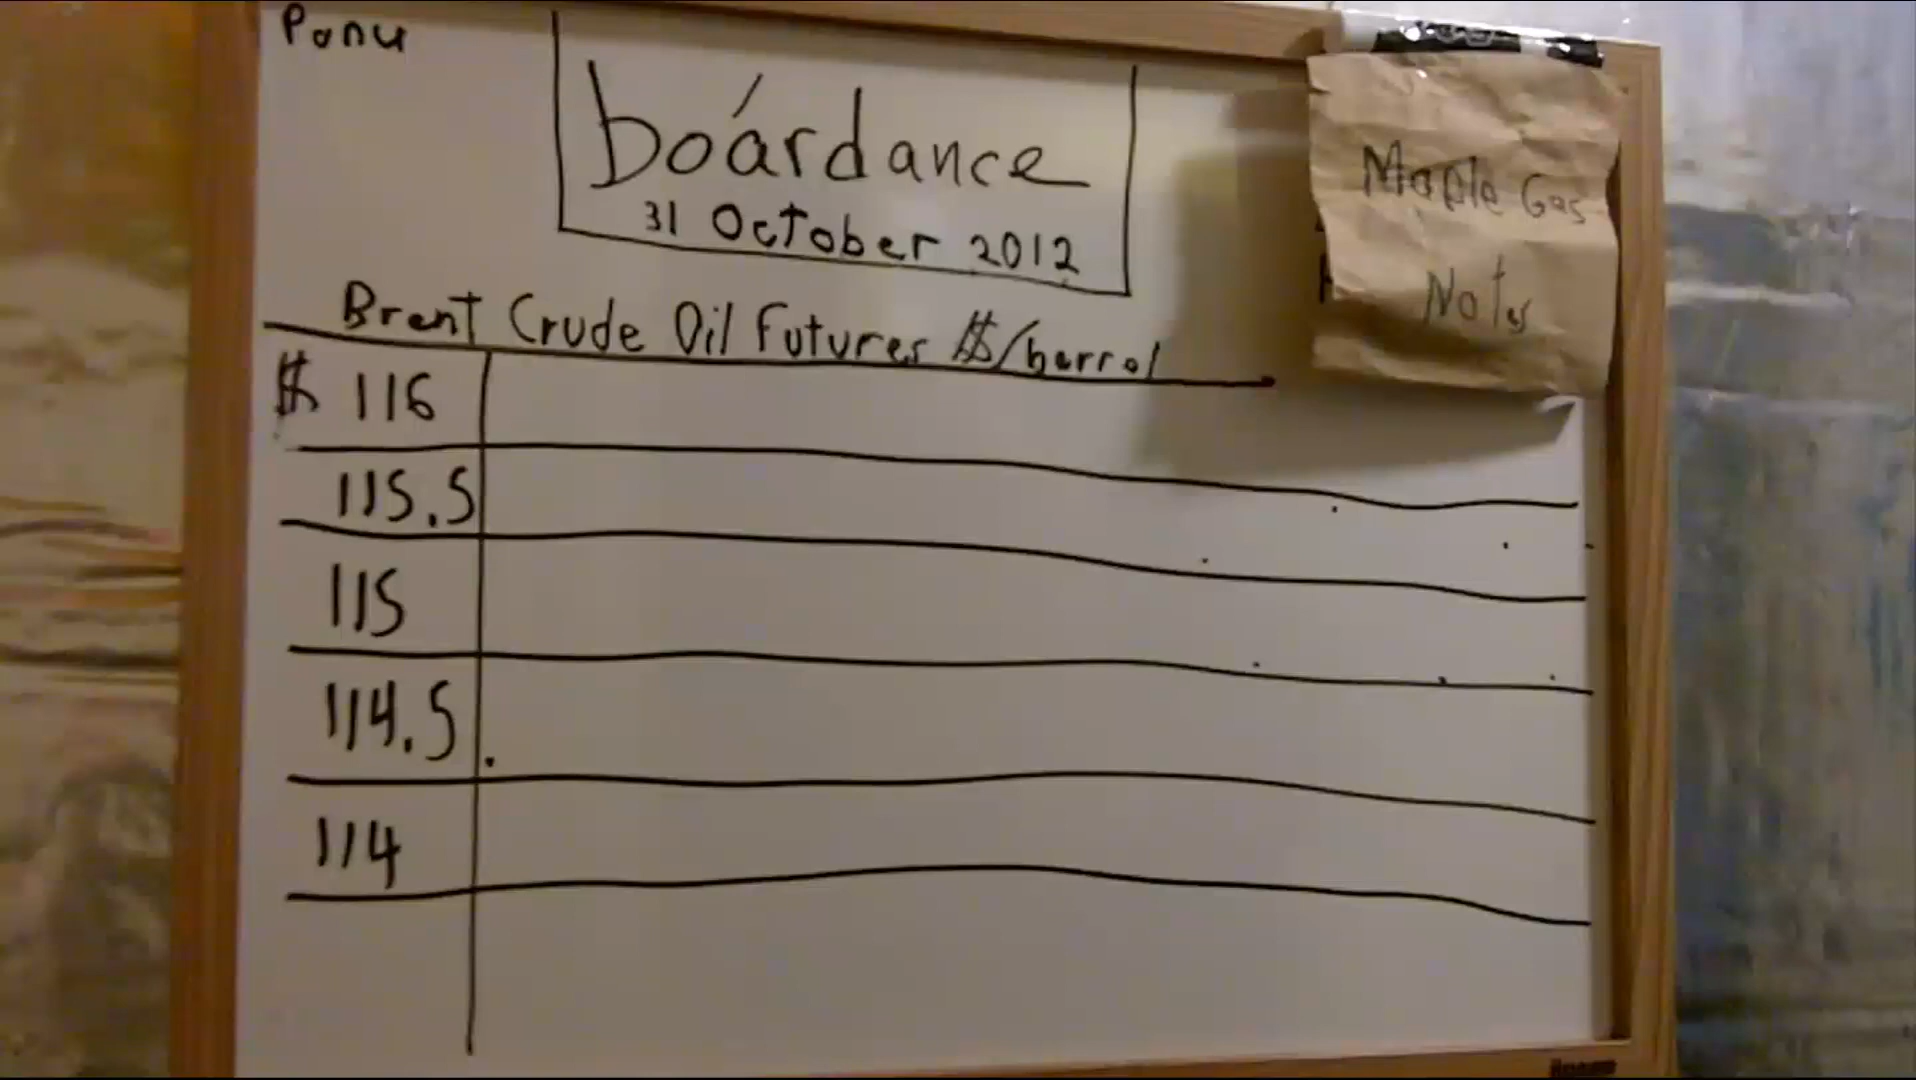 Panu
boárdance
31 October 2012
Maple Gas
Notes
Brent Crude Oil Futures $/barrel
$ 116
115.5
115
114.5
114